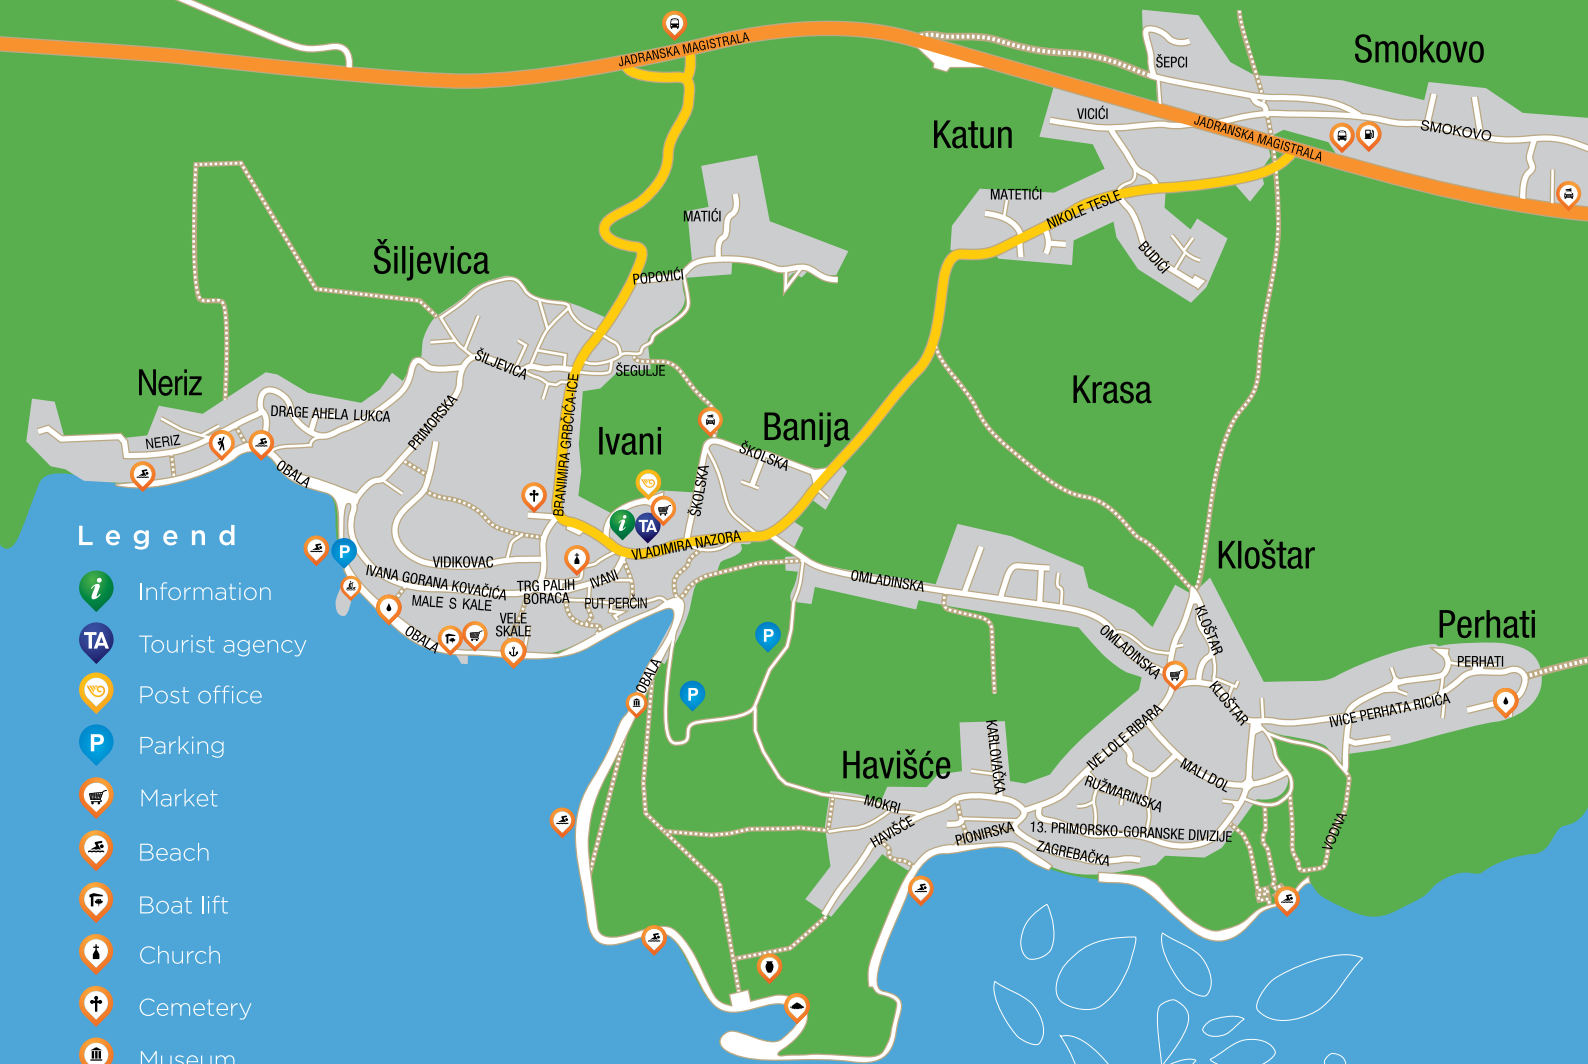 JADRANSKA MAGISTRALA
Smokovo
ŠEPCI
VICIĆI
Katun
JADRANSKA MAGISTRALA
SMOKOVO
MATETIĆI
NIKOLE TESLE
BUDIĆI
MATIĆI
Šiljevica
POPOVIĆI
ŠILJEVICA
ŠEGULJE
Neriz
DRAGE AHELA LUKCA
NERIZ
PRIMORSKA
BRANIMIRA GRBČIĆA-ICE
Ivani
Banija
Krasa
ŠKOLSKA
ŠKOLSKA
OBALA
TA
VLADIMIRA NAZORA
P
VIDIKOVAC
IVANA GORANA KOVAČIĆA
TRG PALIH
BORACA
IVANI
MALE S KALE
PUT PERČIN
VELE
SKALE
OBALA
OMLADINSKA
Kloštar
KLOŠTAR
Perhati
PERHATI
OMLADINSKA
P
OBALA
P
KLOŠTAR
IVICE PERHATA RICIĆA
KARLOVAČKA
IVE LOLE RIBARA
MALI DOL
Havišće
RUŽMARINSKA
MOKRI
HAVIŠĆE
PIONIRSKA
13. PRIMORSKO-GORANSKE DIVIZIJE
ZAGREBAČKA
VODNA
Legend
i Information
TA Tourist agency
Post office
P Parking
Market
Beach
Boat lift
Church
Cemetery
Museum